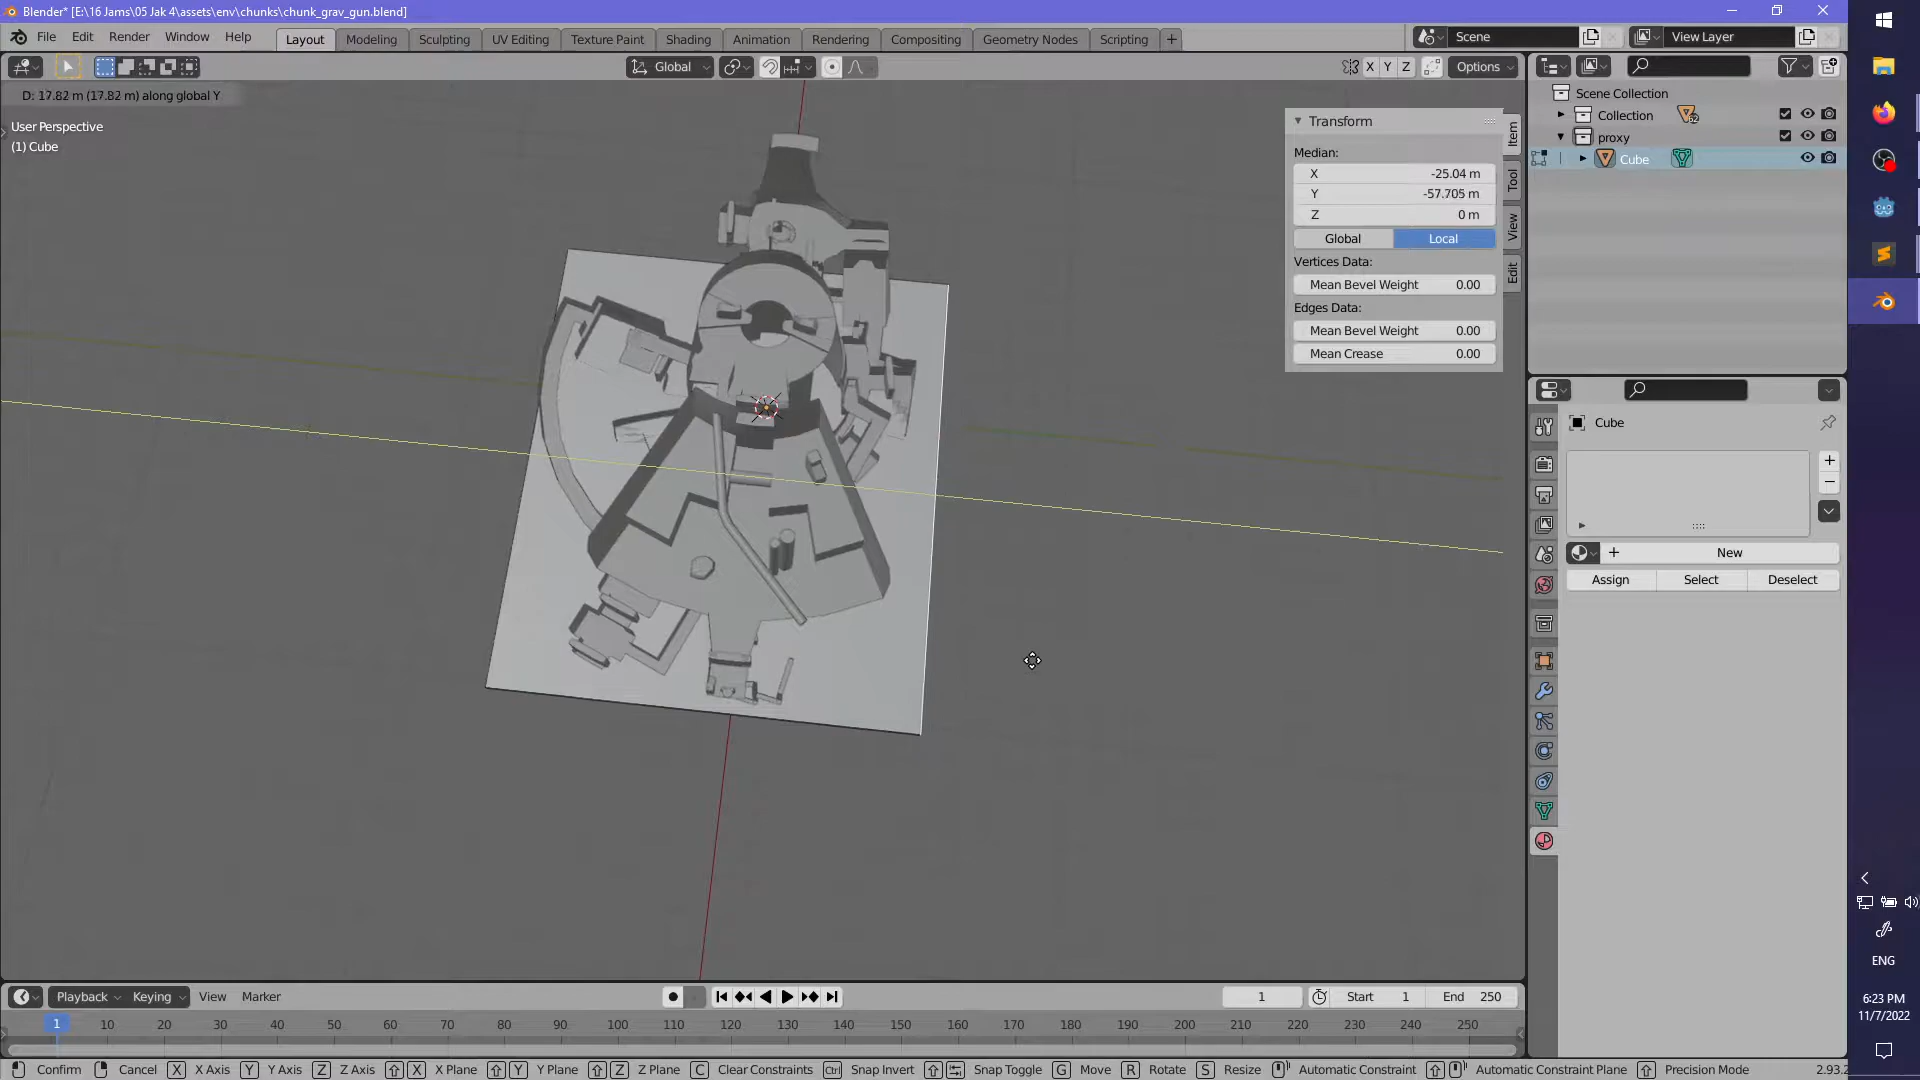 Blender* [E:\16 Jams\05 Jak 4\assets\env\chunks\chunk_grav_gun.blend]
File Edit Render Window Help Layout Modeling Sculpting UV Editing Texture Paint Shading Animation Rendering Compositing Geometry Nodes Scripting + Scene View Layer
Global X Y Z Options
D: 17.82 m (17.82 m) along global Y
User Perspective
(1) Cube
Transform
Median:
X -25.04 m
Y -57.705 m
Z 0 m
Global Local
Vertices Data:
Mean Bevel Weight 0.00
Edges Data:
Mean Bevel Weight 0.00
Mean Crease 0.00
Item
Tool
View
Edit
Scene Collection
Collection 62
proxy
Cube
Cube
+ New
Assign Select Deselect
Playback Keying View Marker 1 Start 1 End 250
1 10 20 30 40 50 60 70 80 90 100 110 120 130 140 150 160 170 180 190 200 210 220 230 240 250
Confirm Cancel X X Axis Y Y Axis Z Z Axis X X Plane Y Y Plane Z Z Plane C Clear Constraints Ctrl Snap Invert Snap Toggle G Move R Rotate S Resize Automatic Constraint Automatic Constraint Plane Precision Mode 2.93.2
ENG
6:23 PM
11/7/2022